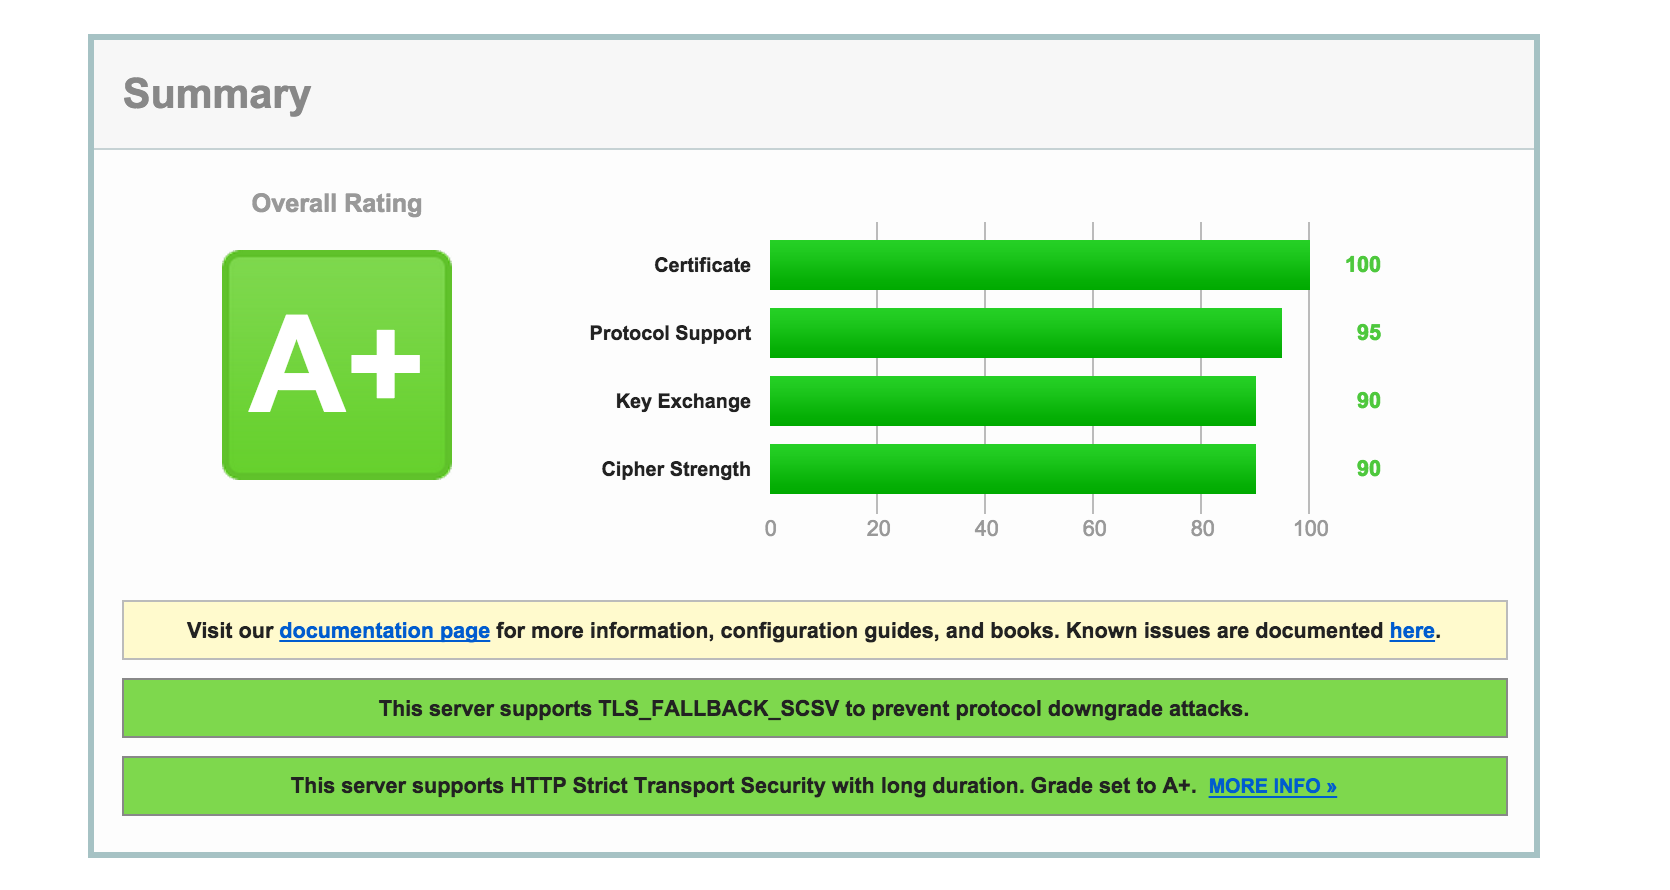 Summary
Overall Rating
A+
Certificate 100
Protocol Support 95
Key Exchange 90
Cipher Strength 90
0 20 40 60 80 100
Visit our documentation page for more information, configuration guides, and books. Known issues are documented here.
This server supports TLS_FALLBACK_SCSV to prevent protocol downgrade attacks.
This server supports HTTP Strict Transport Security with long duration. Grade set to A+. MORE INFO »